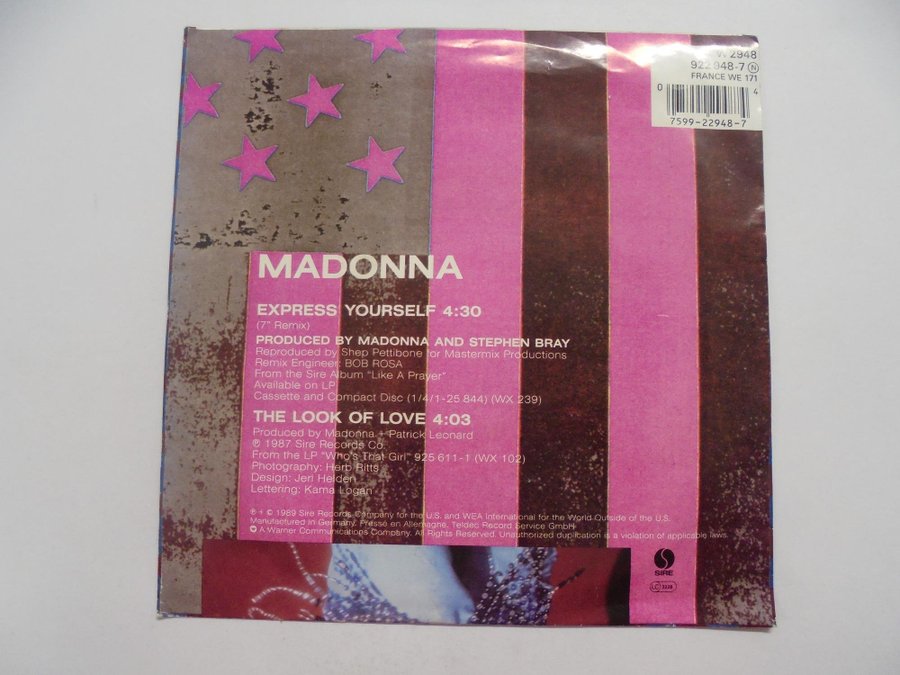 W 2948
922 948-7 Ⓝ
FRANCE WE 171
0 4
7599-22948-7
MADONNA
EXPRESS YOURSELF 4:30
(7" Remix)
PRODUCED BY MADONNA AND STEPHEN BRAY
Reproduced by Shep Pettibone for Mastermix Productions
Remix Engineer: BOB ROSA
From the Sire Album "Like A Prayer"
Available on LP
Cassette and Compact Disc (1/4/1-25 844) (WX 239)
THE LOOK OF LOVE 4:03
Produced by Madonna + Patrick Leonard
℗ 1987 Sire Records Co.
From the LP "Who's That Girl" 925 611-1 (WX 102)
Photography: Herb Ritts
Design: Jeri Heiden
Lettering: Kama Logan
℗ + © 1989 Sire Records Company for the U.S. and WEA International for the World Outside of the U.S.
Manufactured in Germany. Presse en Allemagne. Teldec Record Service GmbH
A Warner Communications Company. All Rights Reserved. Unauthorized duplication is a violation of applicable laws.
SIRE
LC 3228